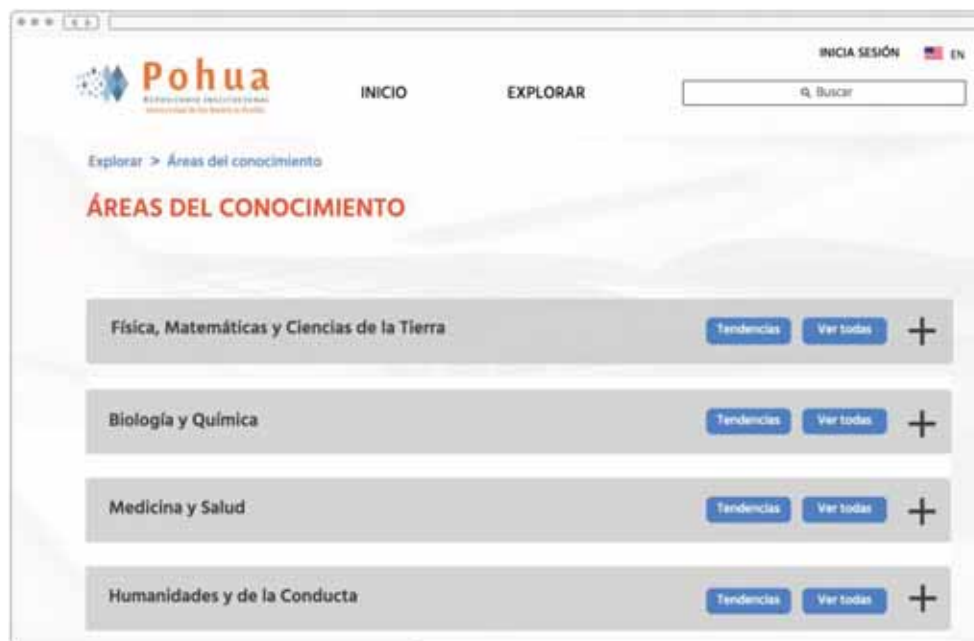 INICIA SESIÓN EN
Pohua
REPOSITORIO INSTITUCIONAL
INICIO EXPLORAR Buscar
Explorar > Áreas del conocimiento
ÁREAS DEL CONOCIMIENTO
Física, Matemáticas y Ciencias de la Tierra Tendencias Ver todas
Biología y Química Tendencias Ver todas
Medicina y Salud Tendencias Ver todas
Humanidades y de la Conducta Tendencias Ver todas